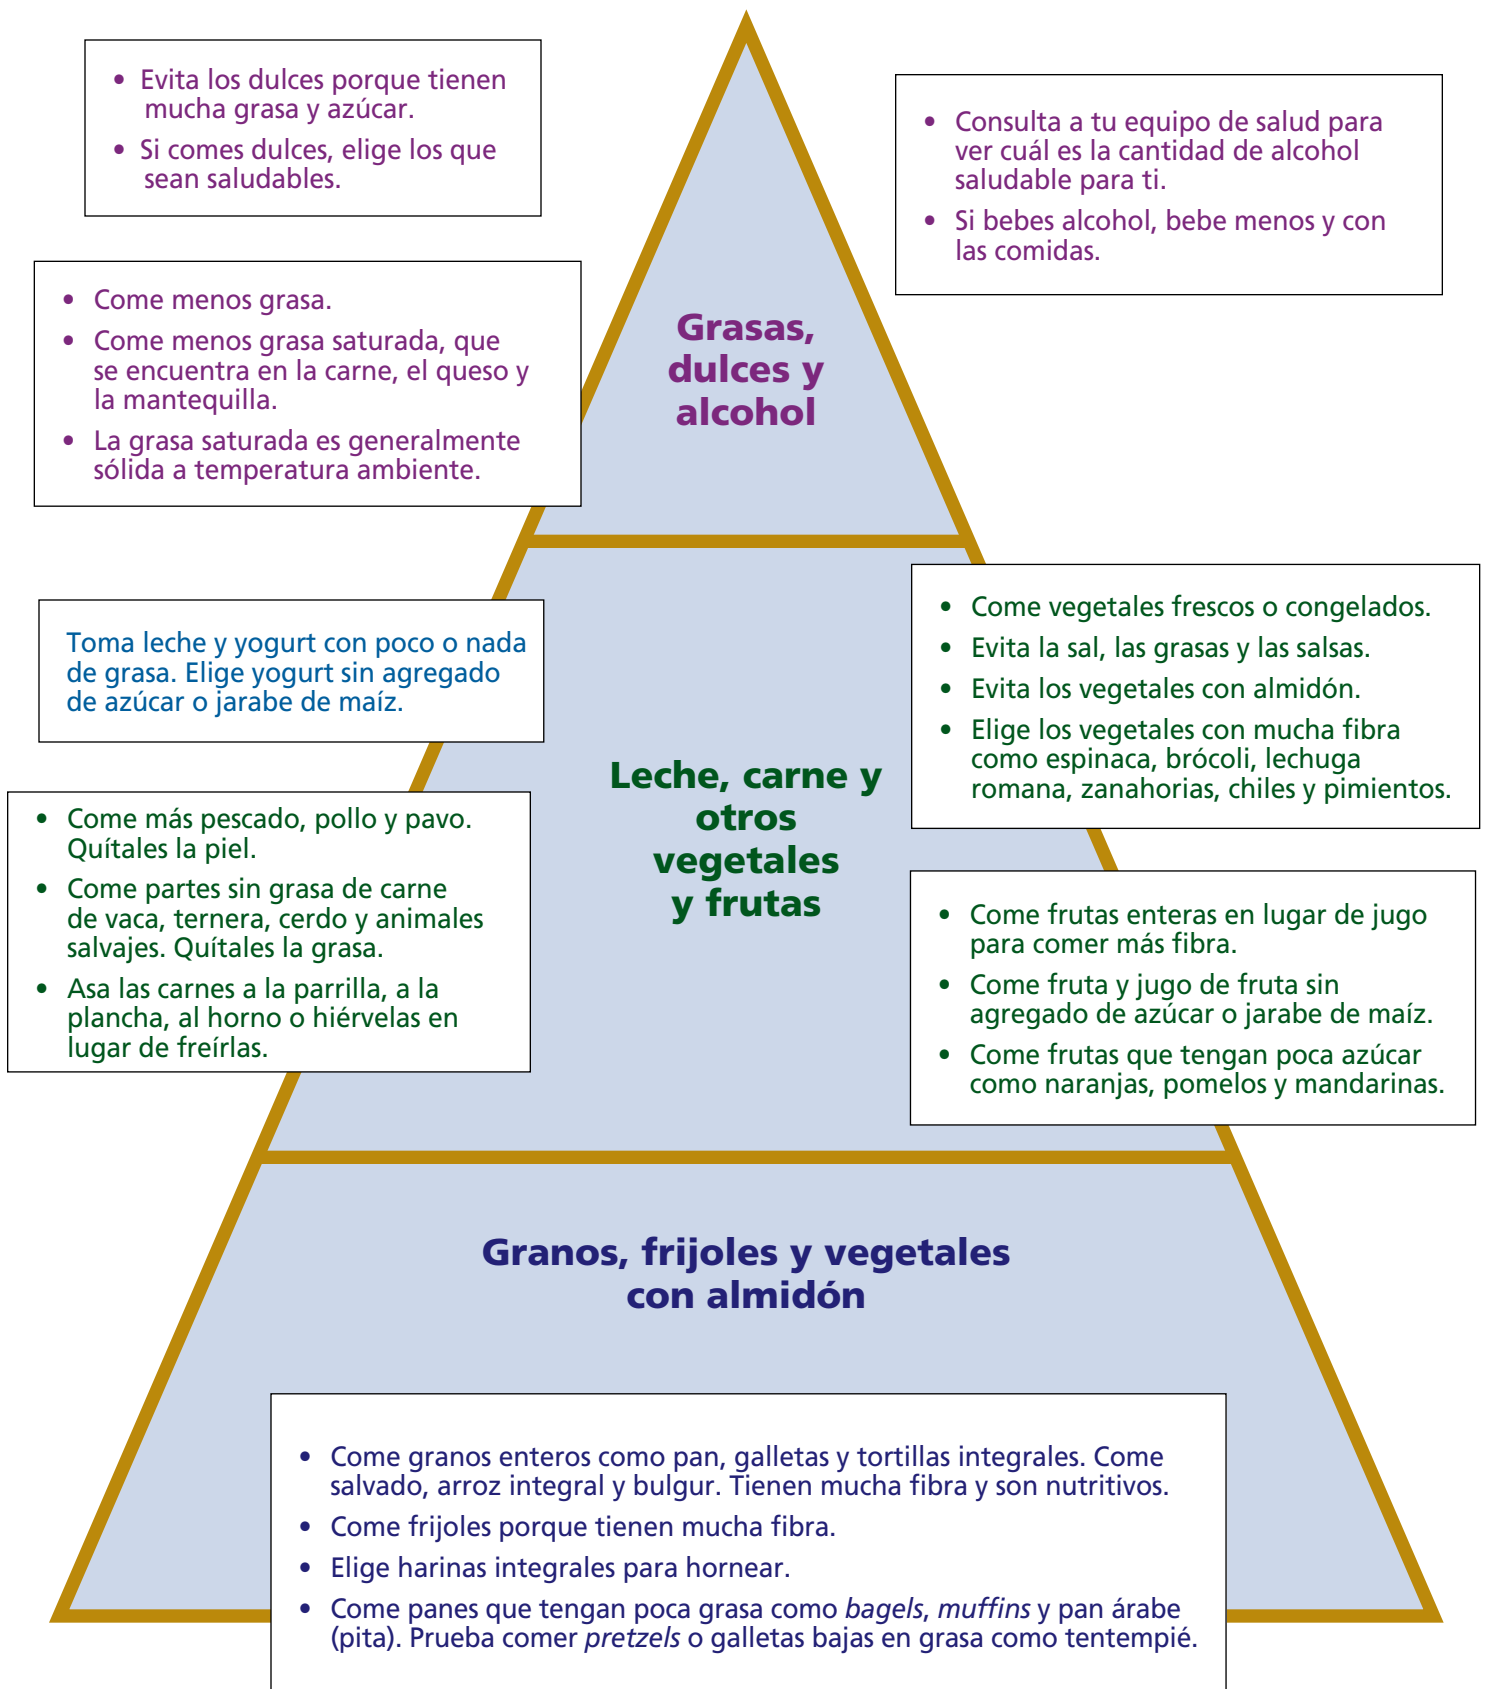 • Evita los dulces porque tienen
mucha grasa y azúcar.
• Si comes dulces, elige los que
sean saludables.
• Consulta a tu equipo de salud para
ver cuál es la cantidad de alcohol
saludable para ti.
• Si bebes alcohol, bebe menos y con
las comidas.
• Come menos grasa.
• Come menos grasa saturada, que
se encuentra en la carne, el queso y
la mantequilla.
• La grasa saturada es generalmente
sólida a temperatura ambiente.
Grasas,
dulces y
alcohol
Toma leche y yogurt con poco o nada
de grasa. Elige yogurt sin agregado
de azúcar o jarabe de maíz.
• Come vegetales frescos o congelados.
• Evita la sal, las grasas y las salsas.
• Evita los vegetales con almidón.
• Elige los vegetales con mucha fibra
como espinaca, brócoli, lechuga
romana, zanahorias, chiles y pimientos.
Leche, carne y
otros
vegetales
y frutas
• Come más pescado, pollo y pavo.
Quítales la piel.
• Come partes sin grasa de carne
de vaca, ternera, cerdo y animales
salvajes. Quítales la grasa.
• Asa las carnes a la parrilla, a la
plancha, al horno o hiérvelas en
lugar de freírlas.
• Come frutas enteras en lugar de jugo
para comer más fibra.
• Come fruta y jugo de fruta sin
agregado de azúcar o jarabe de maíz.
• Come frutas que tengan poca azúcar
como naranjas, pomelos y mandarinas.
Granos, frijoles y vegetales
con almidón
• Come granos enteros como pan, galletas y tortillas integrales. Come
salvado, arroz integral y bulgur. Tienen mucha fibra y son nutritivos.
• Come frijoles porque tienen mucha fibra.
• Elige harinas integrales para hornear.
• Come panes que tengan poca grasa como bagels, muffins y pan árabe
(pita). Prueba comer pretzels o galletas bajas en grasa como tentempié.